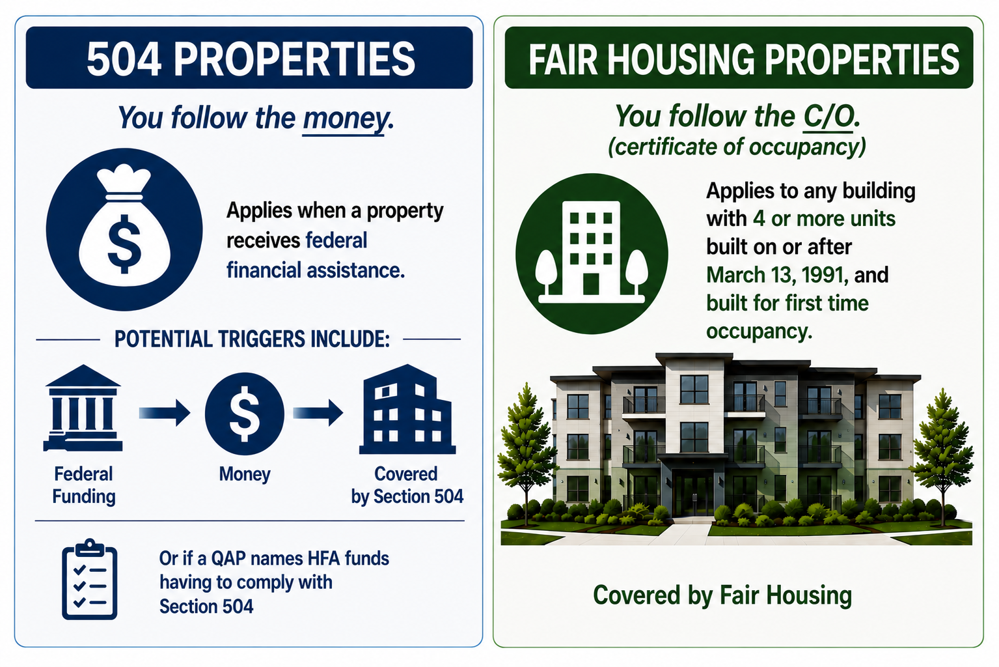 504 PROPERTIES
You follow the money.
$
Applies when a property
receives federal
financial assistance.
POTENTIAL TRIGGERS INCLUDE:
$
Federal
Funding
Money
Covered
by Section 504
Or if a QAP names HFA funds
having to comply with
Section 504
FAIR HOUSING PROPERTIES
You follow the C/O.
(certificate of occupancy)
Applies to any building
with 4 or more units
built on or after
March 13, 1991, and
built for first time
occupancy.
Covered by Fair Housing